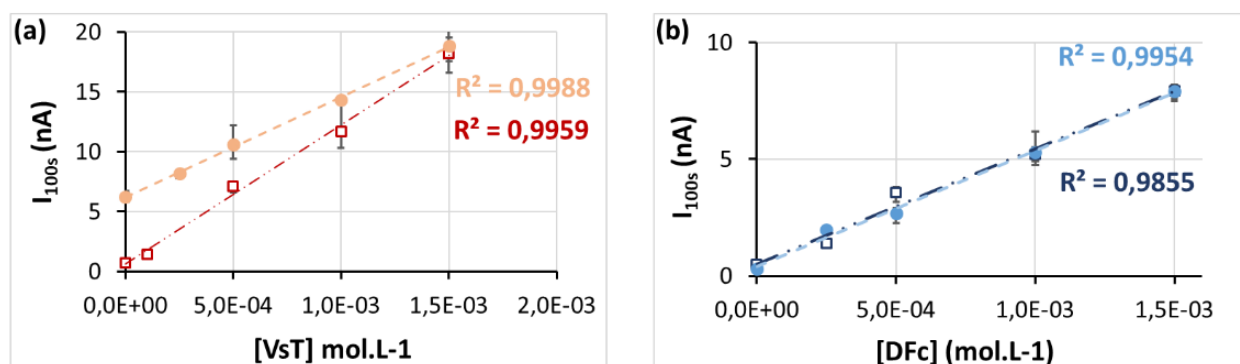 (a)
20
15
10
5
0
I100s (nA)
R² = 0,9988
R² = 0,9959
0,0E+00 5,0E-04 1,0E-03 1,5E-03 2,0E-03
[VsT] mol.L-1
(b)
10
5
0
I100s (nA)
R² = 0,9954
R² = 0,9855
0,0E+00 5,0E-04 1,0E-03 1,5E-03
[DFc] (mol.L-1)